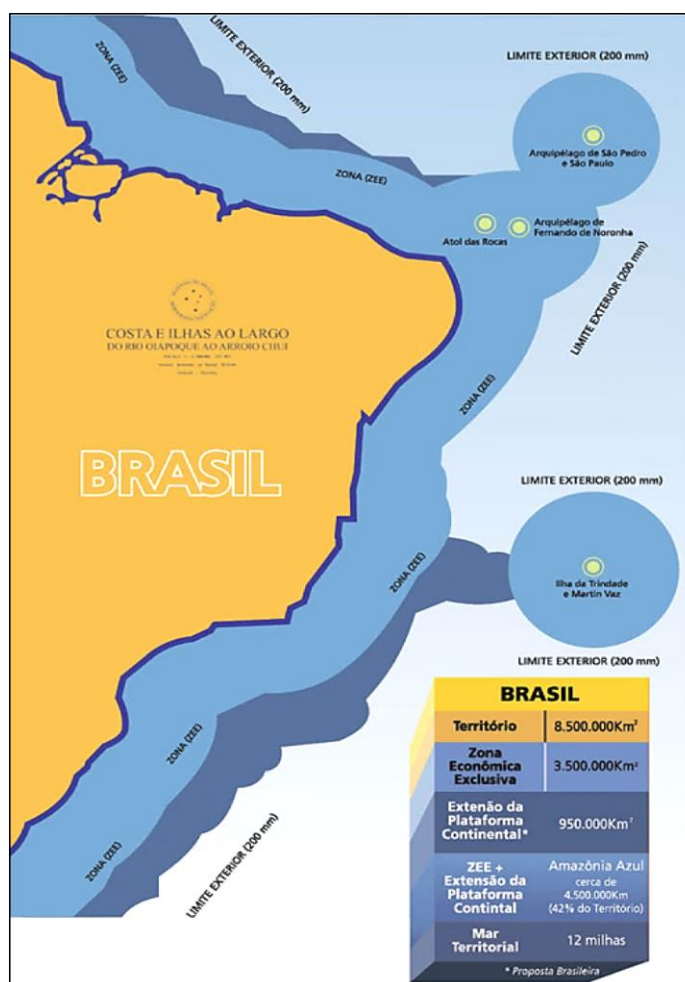 ZONA (ZEE)
LIMITE EXTERIOR (200 mm)
LIMITE EXTERIOR (200 mm)
Arquipélago de São Pedro
e São Paulo
ZONA (ZEE)
Atol das Rocas
Arquipélago de
Fernando de Noronha
LIMITE EXTERIOR (200 mm)
COSTA E ILHAS AO LARGO
DO RIO OIAPOQUE AO ARROIO CHUI
ZONA (ZEE)
BRASIL
LIMITE EXTERIOR (200 mm)
ZONA (ZEE)
Ilha da Trindade
e Martin Vaz
LIMITE EXTERIOR (200 mm)
ZONA (ZEE)
LIMITE EXTERIOR (200 mm)
ZONA (ZEE)
BRASIL
Território 8.500.000Km²
Zona
Econômica
Exclusiva
3.500.000Km²
Extenão da
Plataforma
Continental*
950.000Km²
ZEE +
Extensão da
Plataforma
Contintal
Amazônia Azul
cerca de
4.500.000Km
(42% do Território)
Mar
Territorial
12 milhas
* Proposta Brasileira